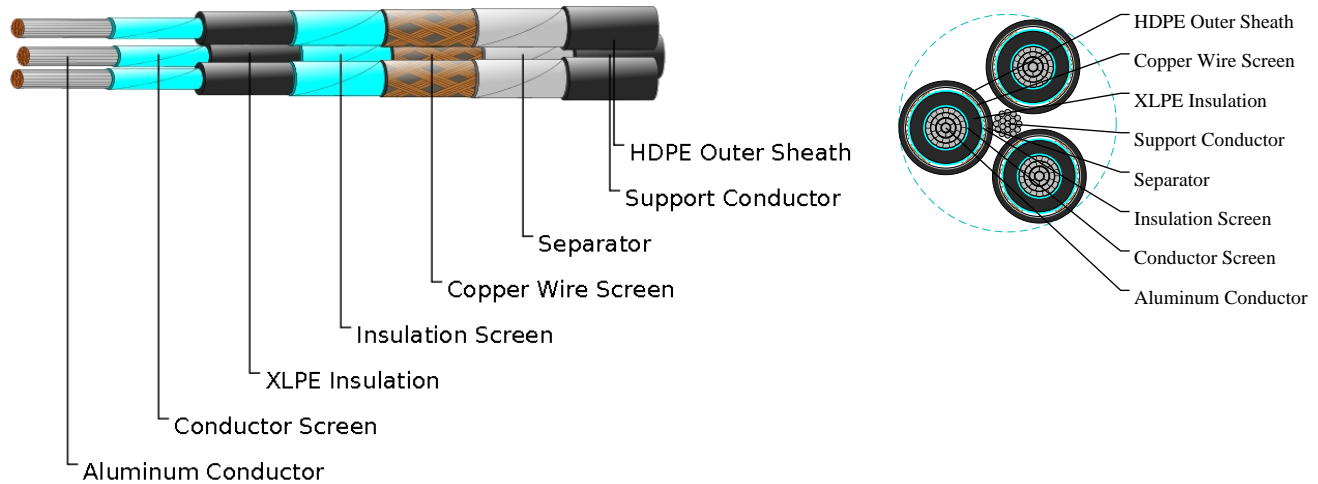 HDPE Outer Sheath
Support Conductor
Separator
Copper Wire Screen
Insulation Screen
XLPE Insulation
Conductor Screen
Aluminum Conductor
HDPE Outer Sheath
Copper Wire Screen
XLPE Insulation
Support Conductor
Separator
Insulation Screen
Conductor Screen
Aluminum Conductor